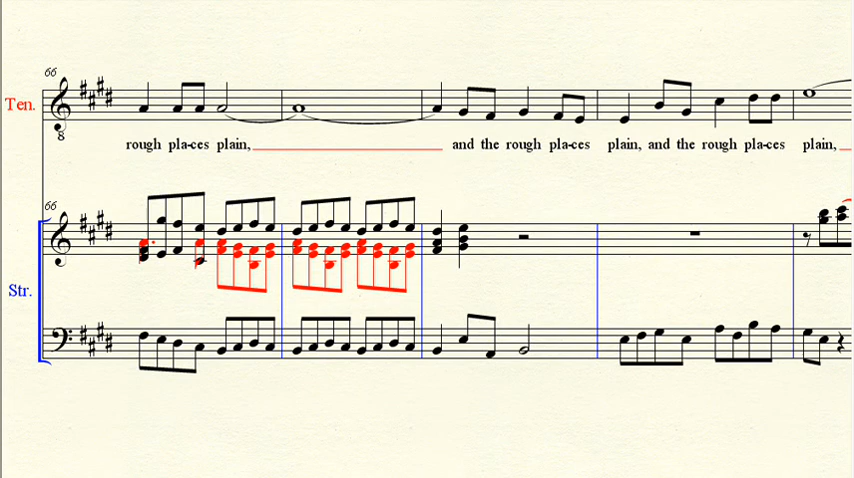 66
Ten.
8
rough pla-ces plain, and the rough pla-ces plain, and the rough pla-ces plain,
66
Str.